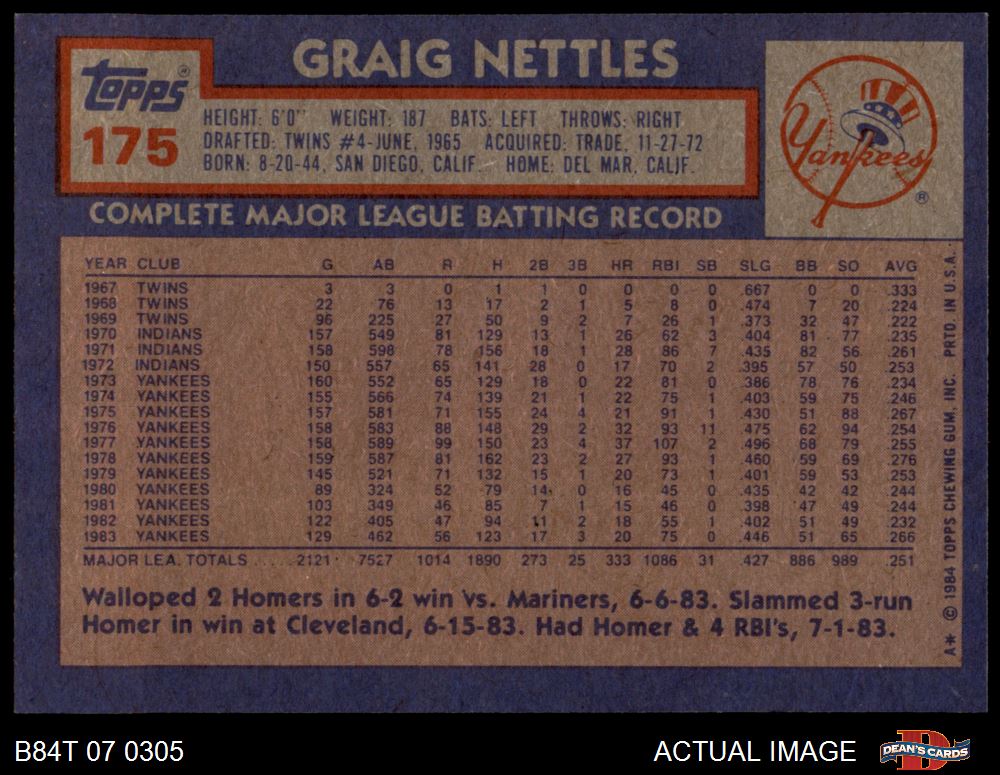 GRAIG NETTLES
Topps®
175
HEIGHT: 6'0" WEIGHT: 187 BATS: LEFT THROWS: RIGHT
DRAFTED: TWINS #4-JUNE, 1965 ACQUIRED: TRADE, 11-27-72
BORN: 8-20-44, SAN DIEGO, CALIF. HOME: DEL MAR, CALIF.
Yankees ®
COMPLETE MAJOR LEAGUE BATTING RECORD
YEAR CLUB G AB R H 2B 3B HR RBI SB SLG BB SO AVG
1967 TWINS 3 3 0 1 1 0 0 0 0 .667 0 0 .333
1968 TWINS 22 76 13 17 2 1 5 8 0 .474 7 20 .224
1969 TWINS 96 225 27 50 9 2 7 26 1 .373 32 47 .222
1970 INDIANS 157 549 81 129 13 1 26 62 3 .404 81 77 .235
1971 INDIANS 158 598 78 156 18 1 28 86 7 .435 82 56 .261
1972 INDIANS 150 557 65 141 28 0 17 70 2 .395 57 50 .253
1973 YANKEES 160 552 65 129 18 0 22 81 0 .386 78 76 .234
1974 YANKEES 155 566 74 139 21 1 22 75 1 .403 59 75 .246
1975 YANKEES 157 581 71 155 24 4 21 91 1 .430 51 88 .267
1976 YANKEES 158 583 88 148 29 2 32 93 11 .475 62 94 .254
1977 YANKEES 158 589 99 150 23 4 37 107 2 .496 68 79 .255
1978 YANKEES 159 587 81 162 23 2 27 93 1 .460 59 69 .276
1979 YANKEES 145 521 71 132 15 1 20 73 1 .401 59 53 .253
1980 YANKEES 89 324 52 79 14 0 16 45 0 .435 42 42 .244
1981 YANKEES 103 349 46 85 7 1 15 46 0 .398 47 49 .244
1982 YANKEES 122 405 47 94 11 2 18 55 1 .402 51 49 .232
1983 YANKEES 129 462 56 123 17 3 20 75 0 .446 51 65 .266
MAJOR LEA. TOTALS .....2121 7527 1014 1890 273 25 333 1086 31 .427 886 989 .251
Walloped 2 Homers in 6-2 win vs. Mariners, 6-6-83. Slammed 3-run
Homer in win at Cleveland, 6-15-83. Had Homer & 4 RBI's, 7-1-83.
A* © 1984 TOPPS CHEWING GUM, INC. PRTD. IN U.S.A.
B84T 07 0305
ACTUAL IMAGE
DEAN'S CARDS